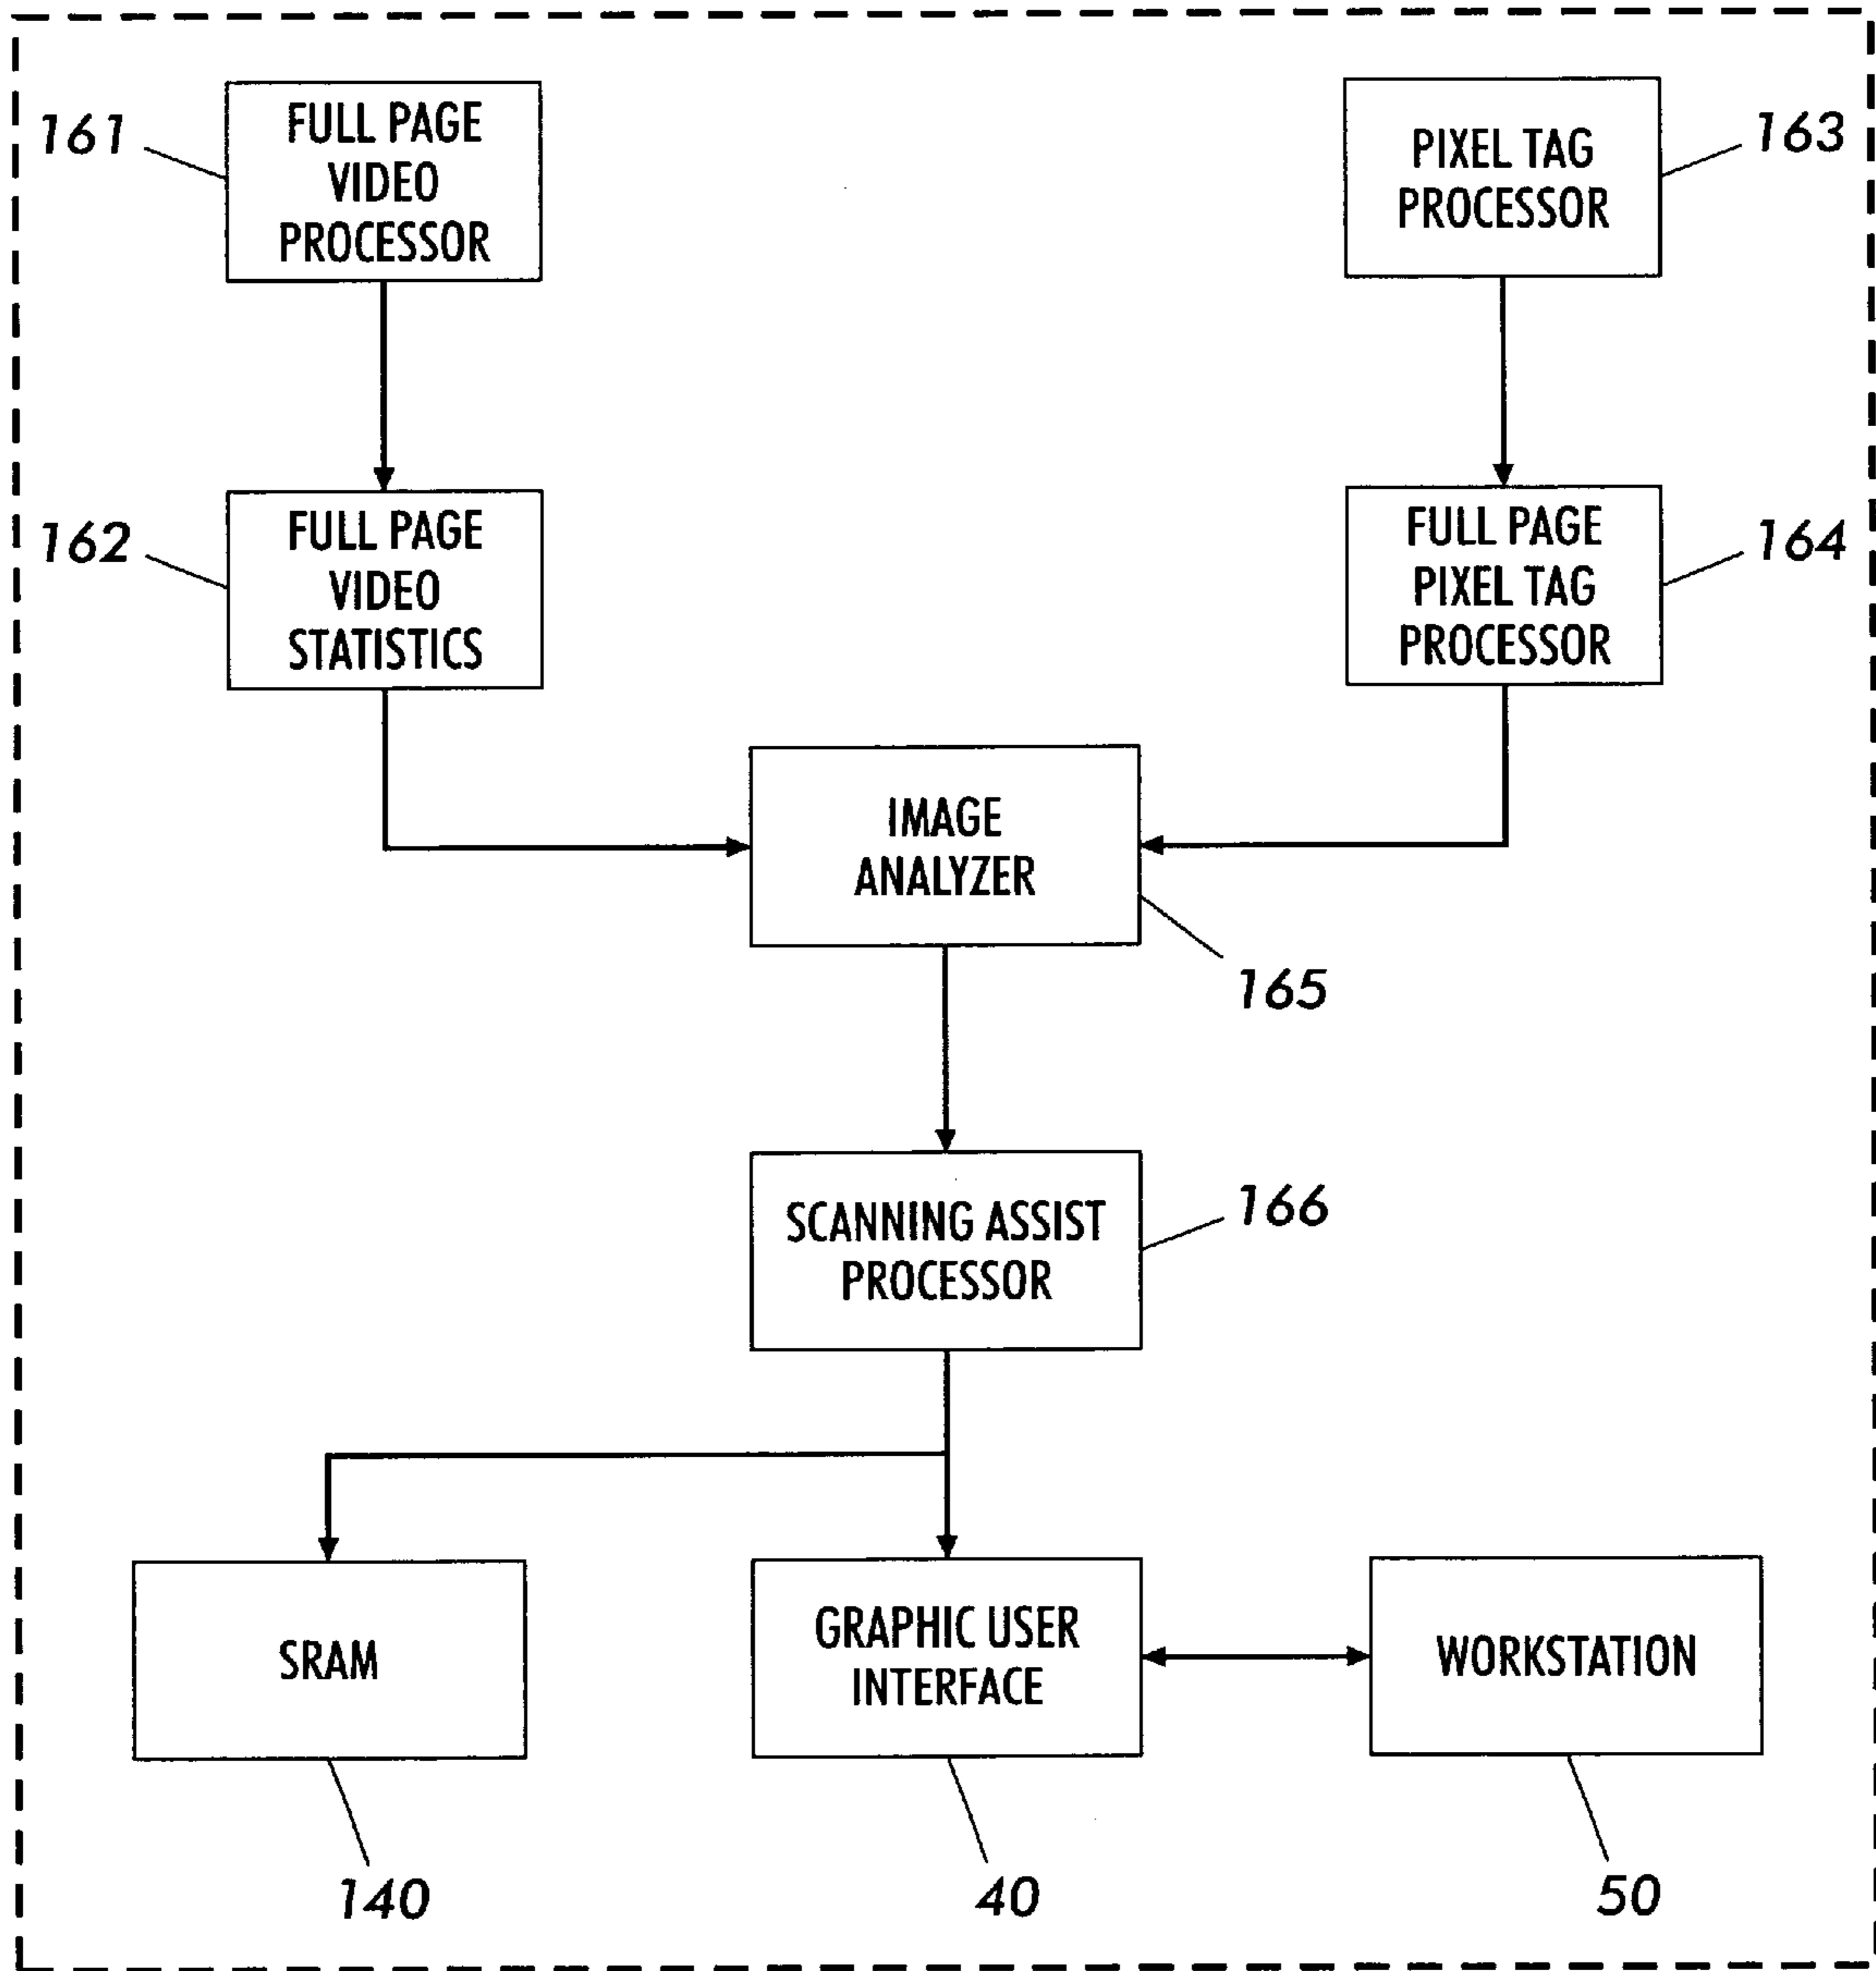 161
FULL PAGE
VIDEO
PROCESSOR
PIXEL TAG
PROCESSOR
163
162
FULL PAGE
VIDEO
STATISTICS
FULL PAGE
PIXEL TAG
PROCESSOR
164
IMAGE
ANALYZER
165
SCANNING ASSIST
PROCESSOR
166
SRAM
GRAPHIC USER
INTERFACE
WORKSTATION
140
40
50